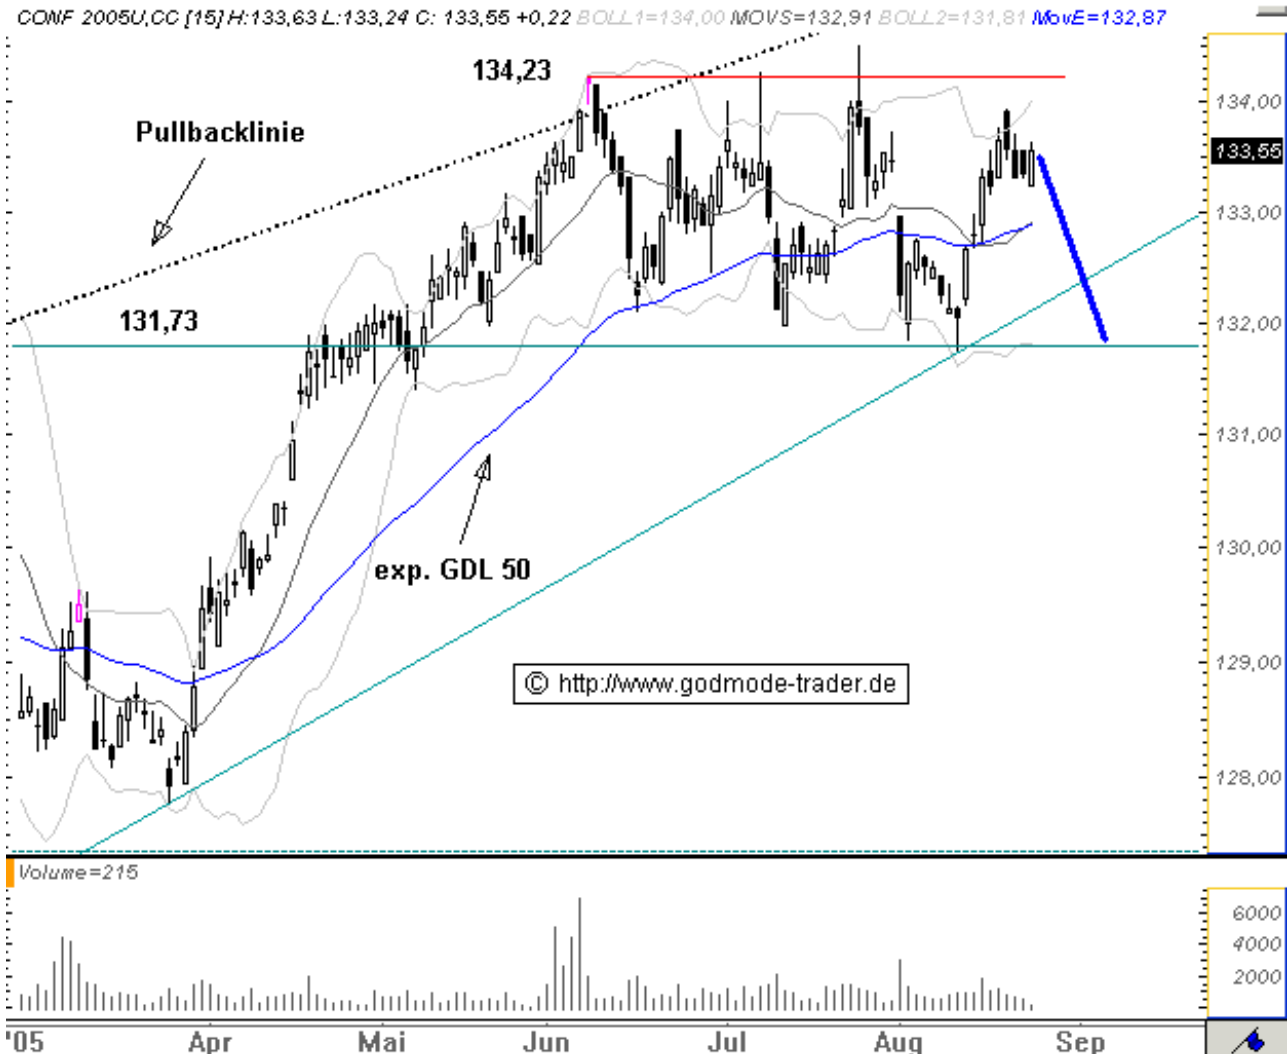 CONF 2005U,CC [15] H:133,63 L:133,24 C: 133,55 +0,22 BOLL1=134,00 MOVS=132,91 BOLL2=131,81 MovE=132,87
134,23
134,00
Pullbacklinie
133,55
133,00
131,73
132,00
131,00
130,00
exp. GDL 50
129,00
© http://www.godmode-trader.de
128,00
Volume=215
6000
4000
2000
'05 Apr Mai Jun Jul Aug Sep